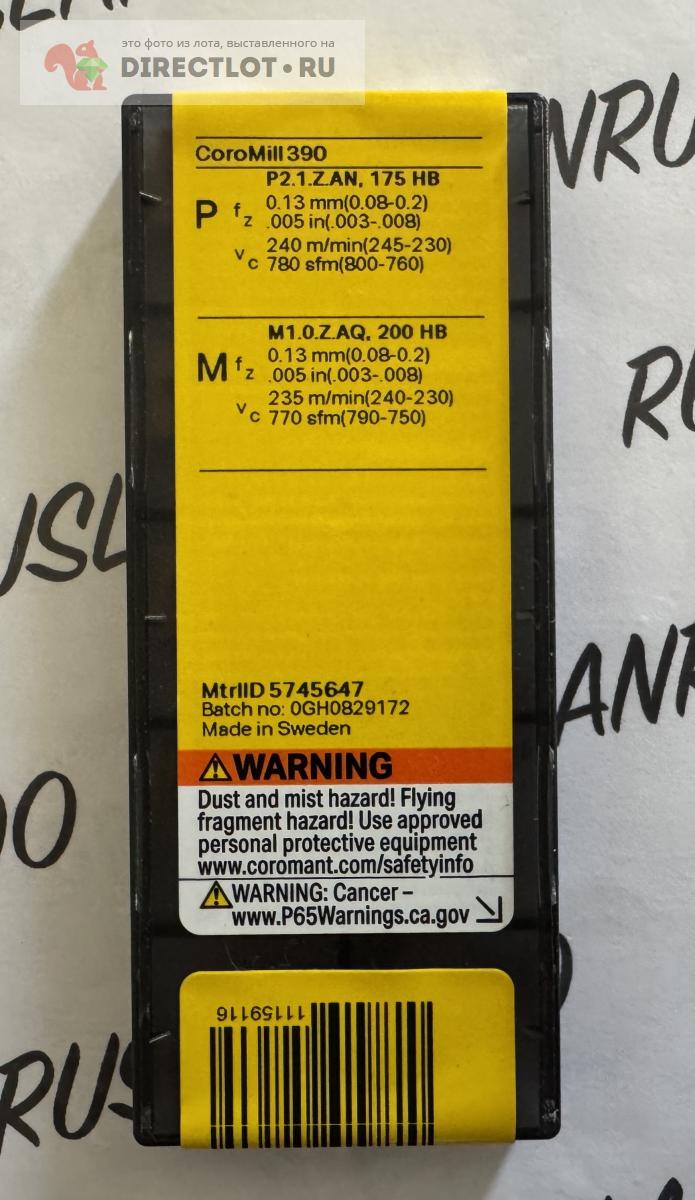 это фото из лота, выставленного на
DIRECTLOT•RU
CoroMill 390
P2.1.Z.AN, 175 HB
P fz 0.13 mm(0.08-0.2)
.005 in(.003-.008)
vc 240 m/min(245-230)
780 sfm(800-760)
M1.0.Z.AQ, 200 HB
M fz 0.13 mm(0.08-0.2)
.005 in(.003-.008)
vc 235 m/min(240-230)
770 sfm(790-750)
MtrlID 5745647
Batch no: 0GH0829172
Made in Sweden
WARNING
Dust and mist hazard! Flying
fragment hazard! Use approved
personal protective equipment
www.coromant.com/safetyinfo
WARNING: Cancer –
www.P65Warnings.ca.gov
11159116